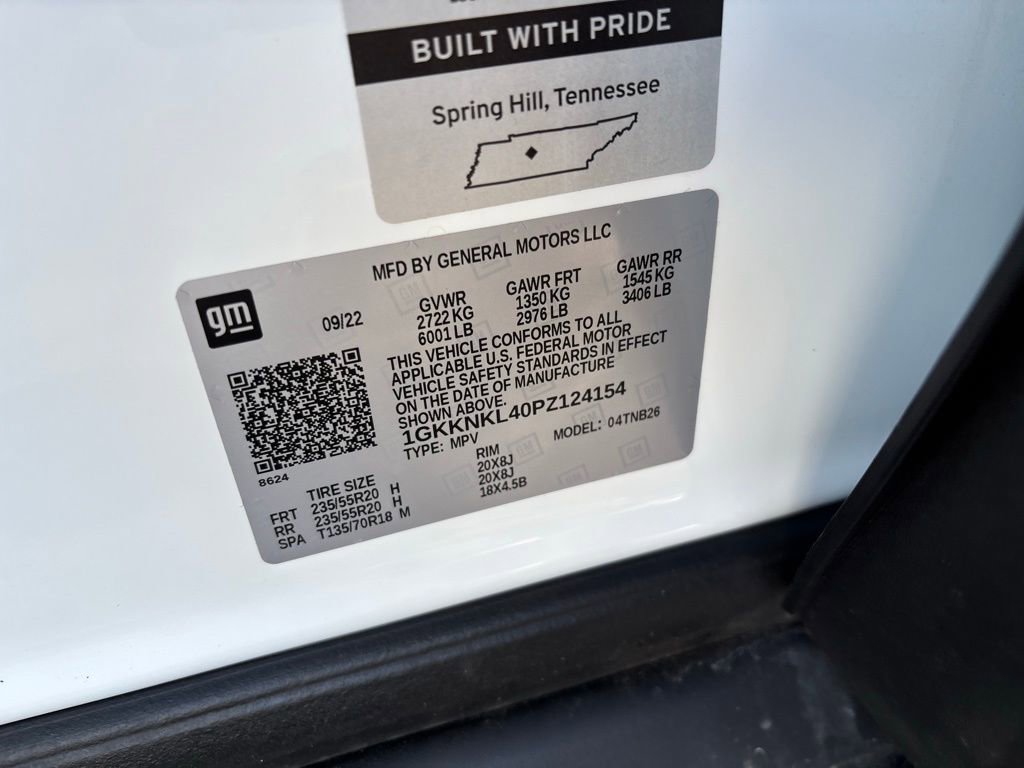 BUILT WITH PRIDE
Spring Hill, Tennessee
MFD BY GENERAL MOTORS LLC
gm
09/22
GVWR
2722 KG
6001 LB
GAWR FRT
1350 KG
2976 LB
GAWR RR
1545 KG
3406 LB
THIS VEHICLE CONFORMS TO ALL
APPLICABLE U.S. FEDERAL MOTOR
VEHICLE SAFETY STANDARDS IN EFFECT
ON THE DATE OF MANUFACTURE
SHOWN ABOVE.
1GKKNKL40PZ124154
TYPE: MPV
MODEL: 04TNB26
8624
TIRE SIZE RIM
FRT 235/55R20 H 20X8J
RR 235/55R20 H 20X8J
SPA T135/70R18 M 18X4.5B